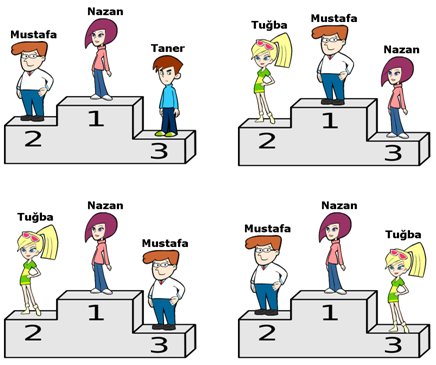 Mustafa
Nazan
Taner
2
1
3
Tuğba
Mustafa
Nazan
2
1
3
Tuğba
Nazan
Mustafa
2
1
3
Mustafa
Nazan
Tuğba
2
1
3